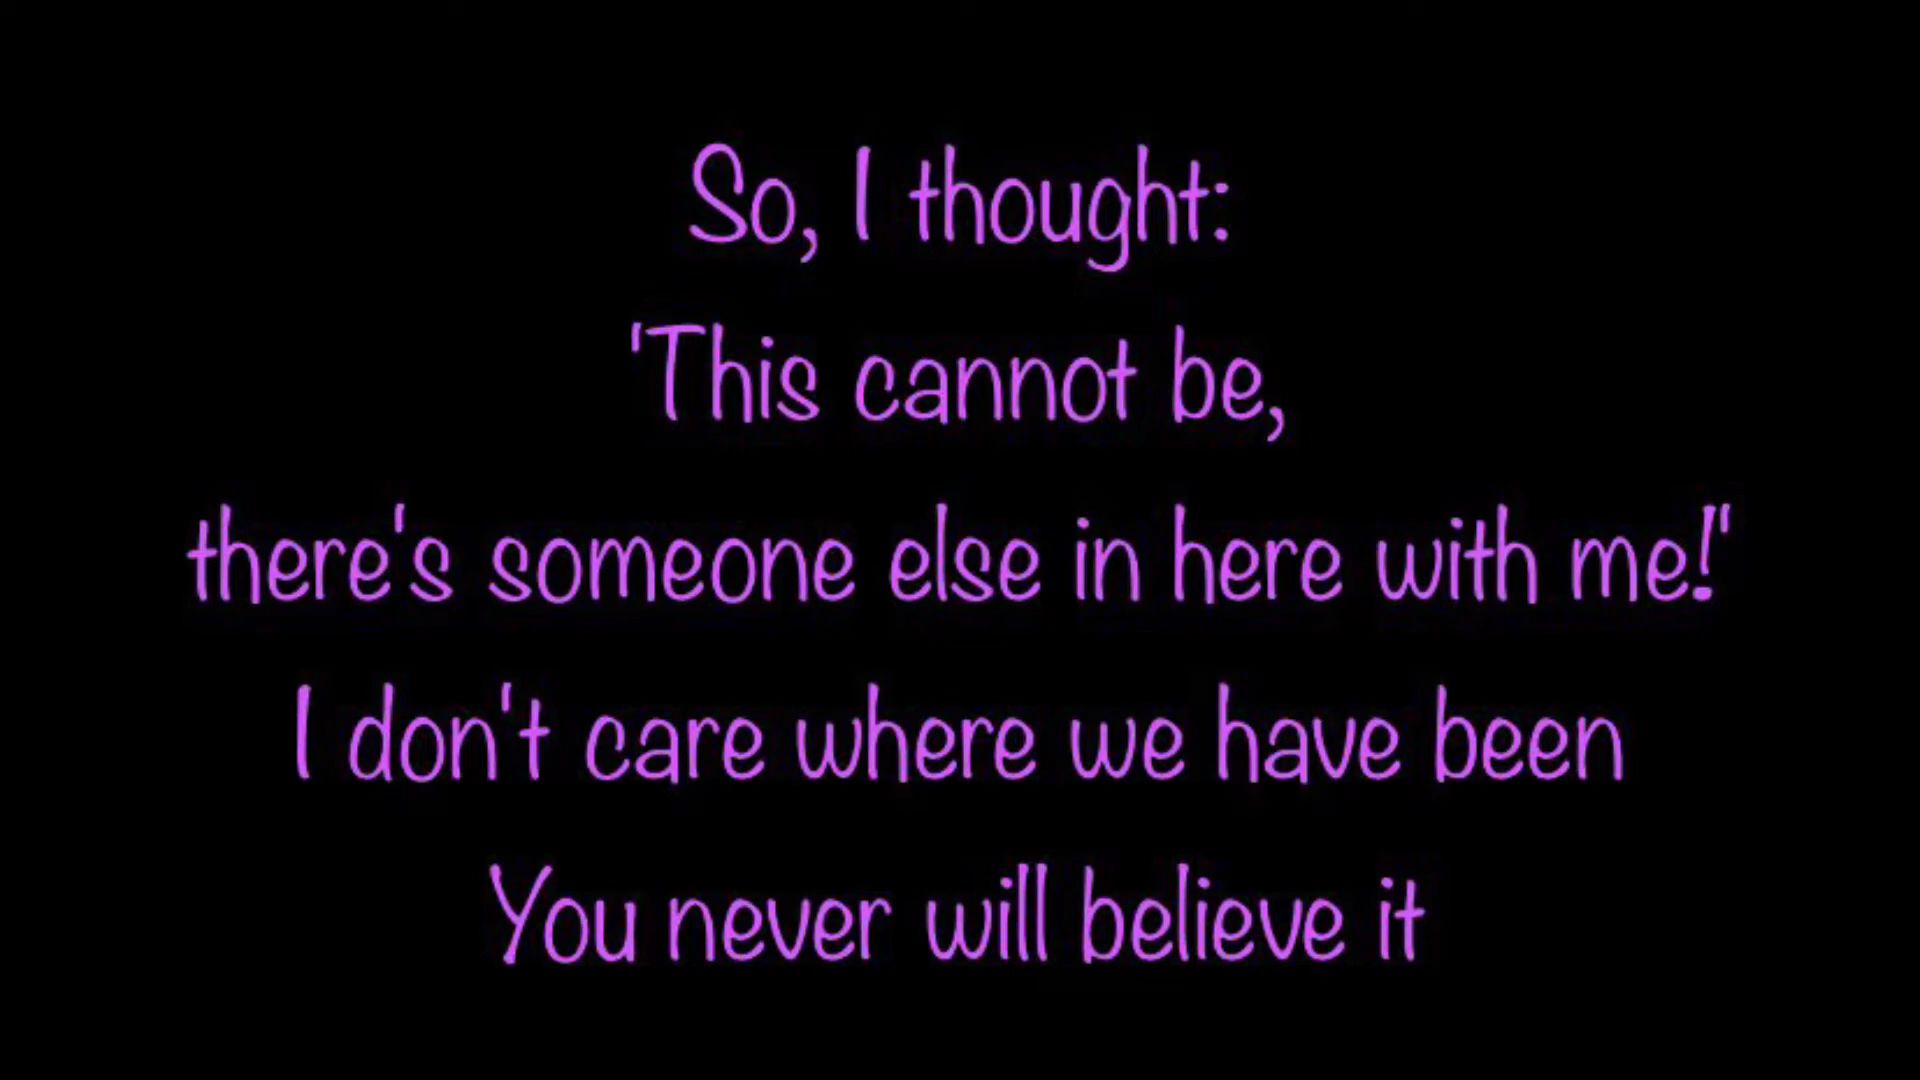 So, I thought:
'This cannot be,
there's someone else in here with me!'
I don't care where we have been
You never will believe it